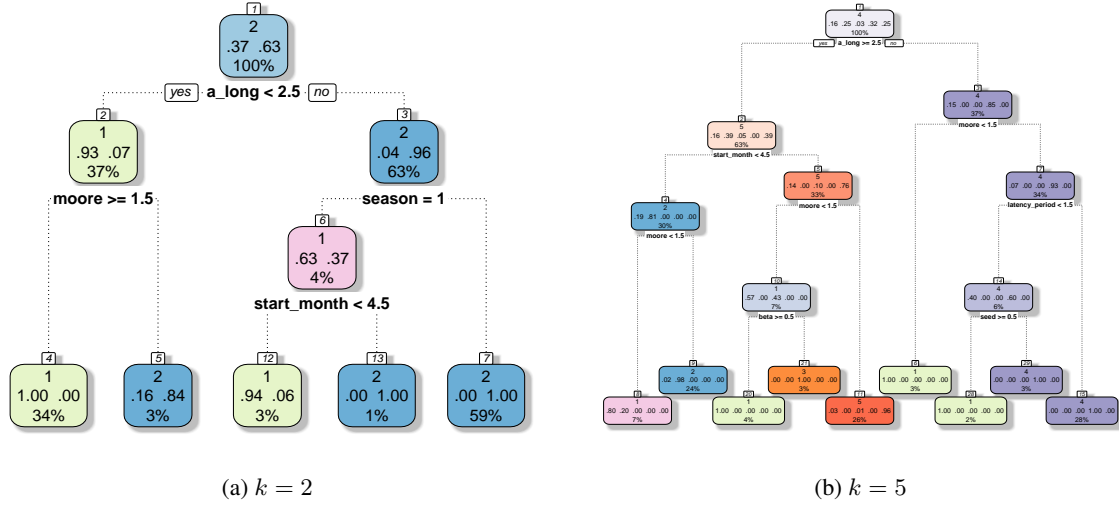 1
2
.37 .63
100%
yes a_long < 2.5 no
2
1
.93 .07
37%
moore >= 1.5
3
2
.04 .96
63%
season = 1
6
1
.63 .37
4%
start_month < 4.5
4
1
1.00 .00
34%
5
2
.16 .84
3%
12
1
.94 .06
3%
13
2
.00 1.00
1%
7
2
.00 1.00
59%
(a) k = 2
1
4
.16 .25 .03 .32 .25
100%
yes a_long >= 2.5 no
2
5
.16 .39 .05 .00 .39
63%
start_month < 4.5
3
4
.15 .00 .00 .85 .00
37%
moore < 1.5
4
2
.19 .81 .00 .00 .00
30%
moore < 1.5
5
5
.14 .00 .10 .00 .76
33%
moore < 1.5
7
4
.07 .00 .00 .93 .00
34%
latency_period < 1.5
10
1
.57 .00 .43 .00 .00
7%
beta >= 0.5
14
4
.40 .00 .00 .60 .00
6%
seed >= 0.5
8
1
.80 .20 .00 .00 .00
7%
9
2
.02 .98 .00 .00 .00
24%
20
1
1.00 .00 .00 .00 .00
4%
21
3
.00 .00 1.00 .00 .00
3%
11
5
.03 .00 .01 .00 .96
26%
6
1
1.00 .00 .00 .00 .00
3%
28
1
1.00 .00 .00 .00 .00
2%
29
4
.00 .00 .00 1.00 .00
3%
15
4
.00 .00 .00 1.00 .00
28%
(b) k = 5